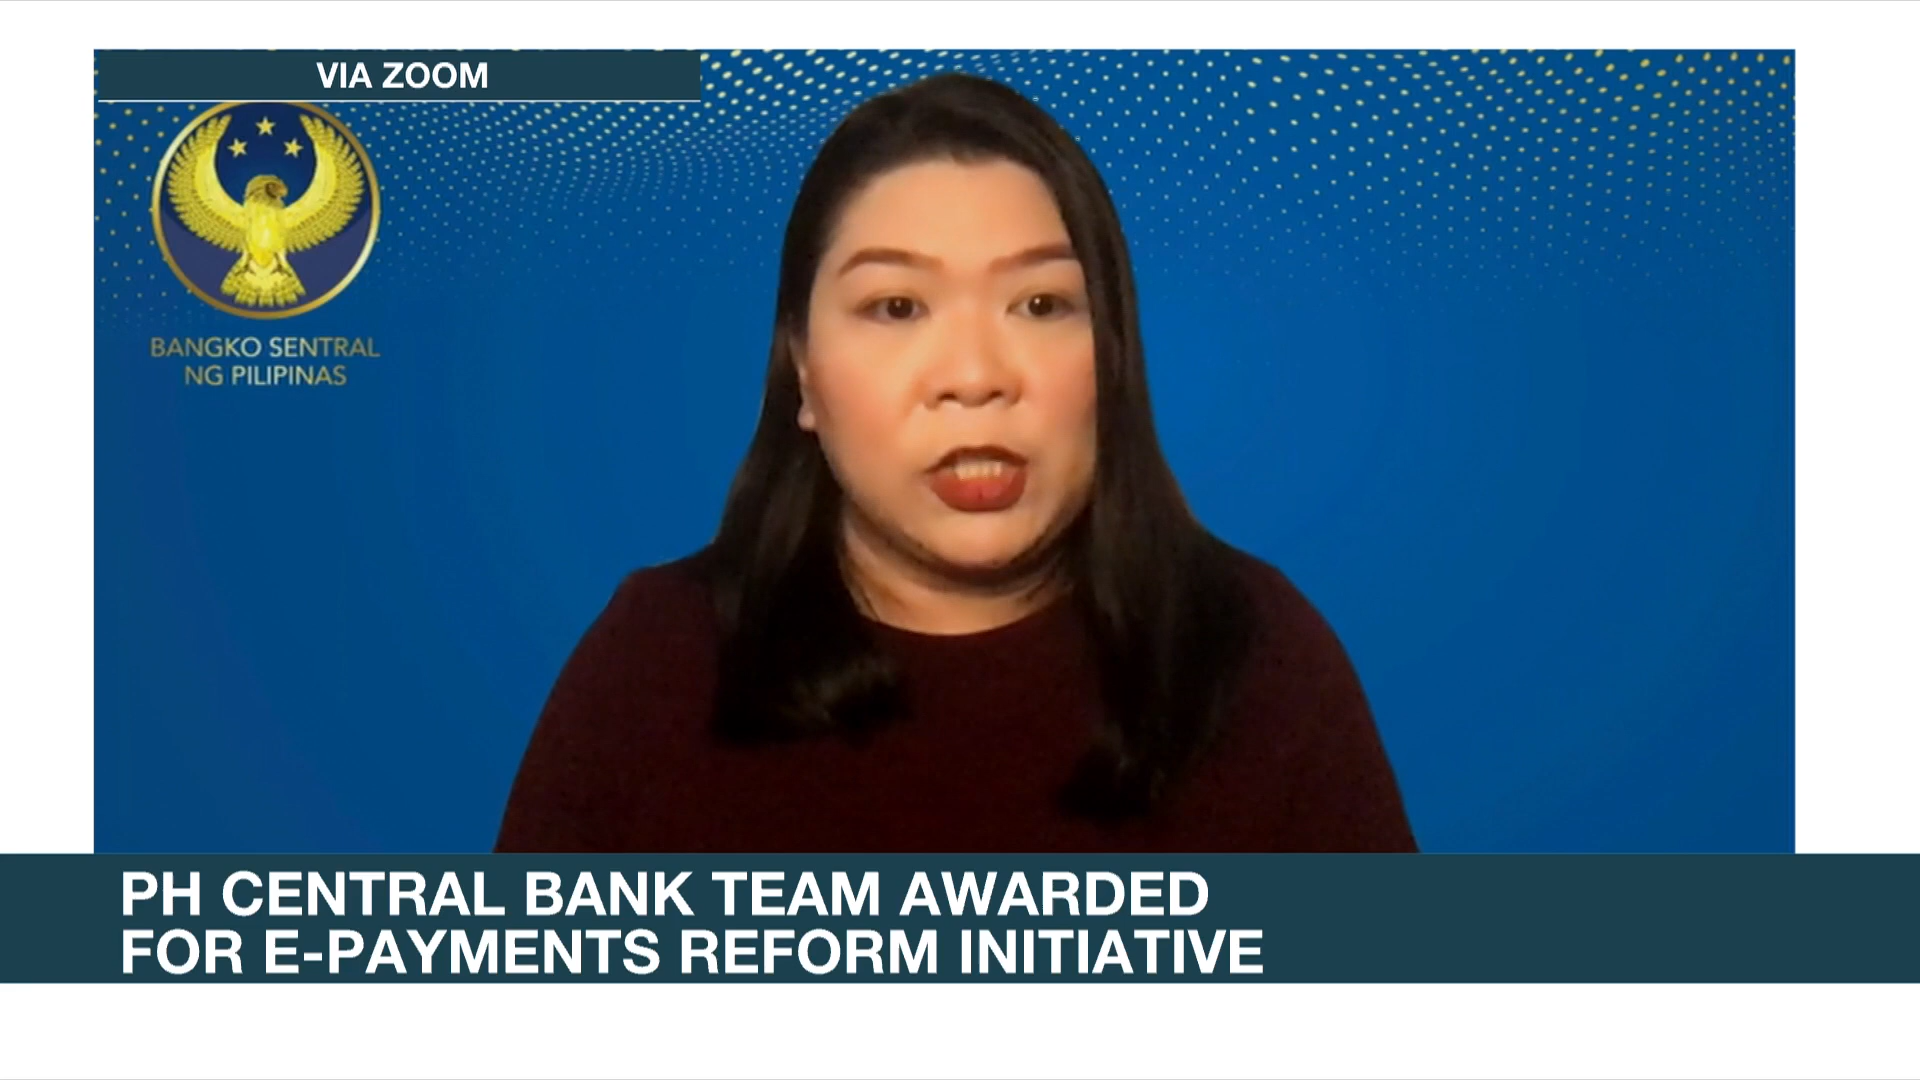 VIA ZOOM
BANGKO SENTRAL
NG PILIPINAS
PH CENTRAL BANK TEAM AWARDED
FOR E-PAYMENTS REFORM INITIATIVE